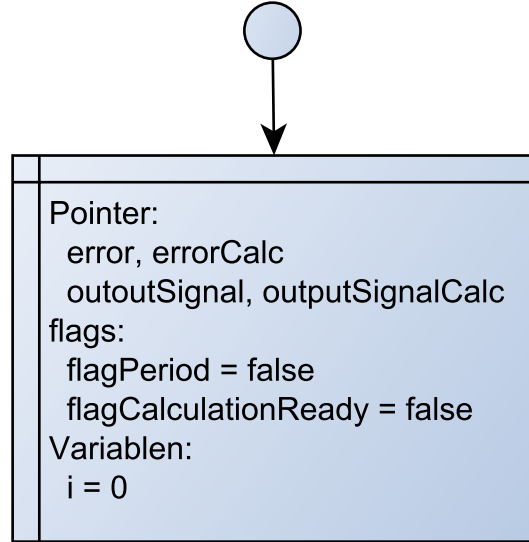 Pointer:
error, errorCalc
outoutSignal, outputSignalCalc
flags:
flagPeriod = false
flagCalculationReady = false
Variablen:
i = 0